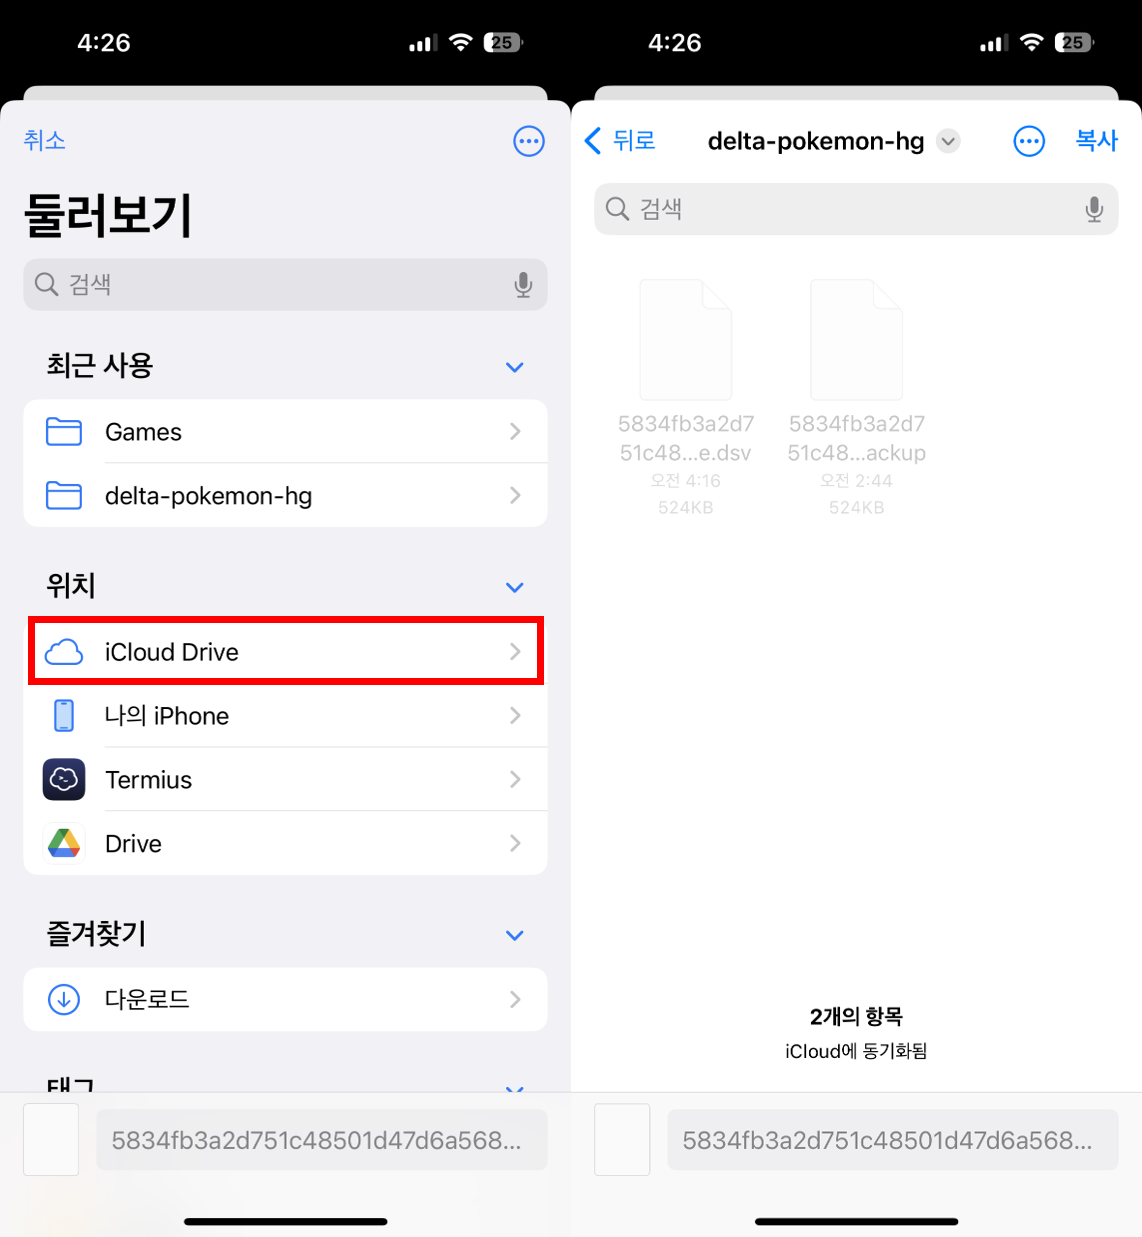 4:26
25
취소
둘러보기
검색
최근 사용
Games
delta-pokemon-hg
위치
iCloud Drive
나의 iPhone
Termius
Drive
즐겨찾기
다운로드
태그
5834fb3a2d751c48501d47d6a568...
4:26
25
뒤로
delta-pokemon-hg
복사
검색
5834fb3a2d7
51c48...e.dsv
오전 4:16
524KB
5834fb3a2d7
51c48...ackup
오전 2:44
524KB
2개의 항목
iCloud에 동기화됨
5834fb3a2d751c48501d47d6a568...